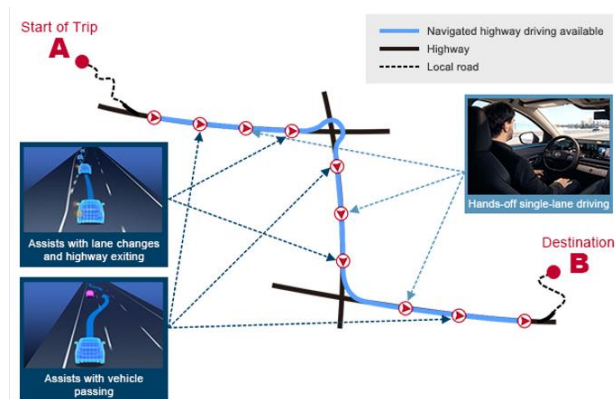 Start of Trip
A
Navigated highway driving available
Highway
Local road
Assists with lane changes
and highway exiting
Hands-off single-lane driving
Destination
B
Assists with vehicle
passing